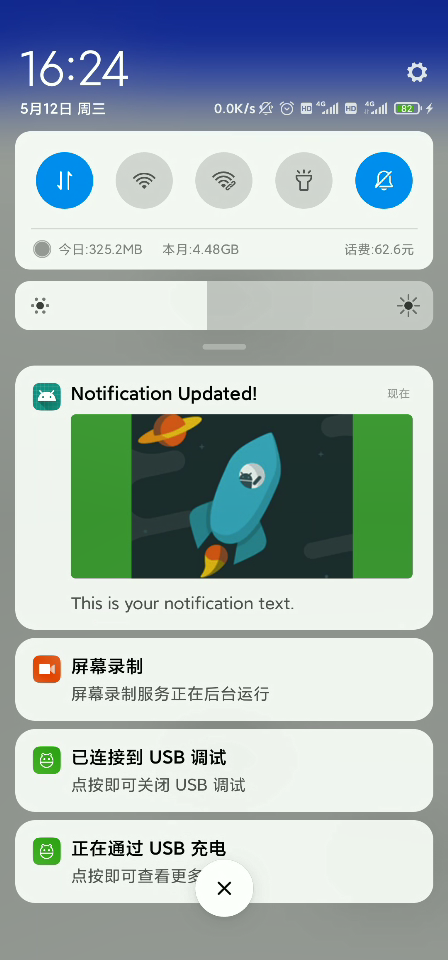 16:24
5月12日 周三
0.0K/s HD 4G HD 4G 82
今日:325.2MB 本月:4.48GB 话费:62.6元
Notification Updated! 现在
This is your notification text.
屏幕录制
屏幕录制服务正在后台运行
已连接到 USB 调试
点按即可关闭 USB 调试
正在通过 USB 充电
点按即可查看更多